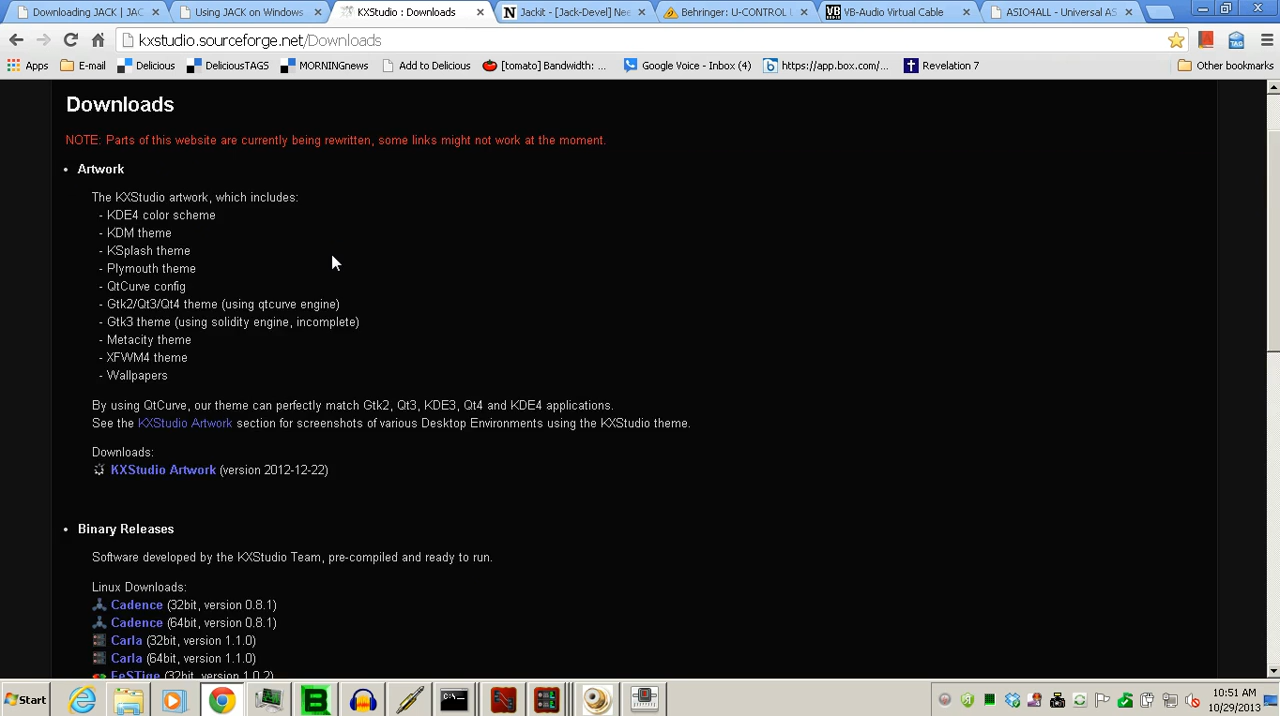 Downloading JACK | JAC
Using JACK on Windows
KXStudio : Downloads
Jackit - [Jack-Devel] Nee
Behringer: U-CONTROL U
VB-Audio Virtual Cable
ASIO4ALL - Universal AS
kxstudio.sourceforge.net/Downloads
Apps
E-mail
Delicious
DeliciousTAGS
MORNINGnews
Add to Delicious
[tomato] Bandwidth: ...
Google Voice - Inbox (4)
https://app.box.com/...
Revelation 7
Other bookmarks
Downloads
NOTE: Parts of this website are currently being rewritten, some links might not work at the moment.
• Artwork
The KXStudio artwork, which includes:
- KDE4 color scheme
- KDM theme
- KSplash theme
- Plymouth theme
- QtCurve config
- Gtk2/Qt3/Qt4 theme (using qtcurve engine)
- Gtk3 theme (using solidity engine, incomplete)
- Metacity theme
- XFWM4 theme
- Wallpapers
By using QtCurve, our theme can perfectly match Gtk2, Qt3, KDE3, Qt4 and KDE4 applications.
See the KXStudio Artwork section for screenshots of various Desktop Environments using the KXStudio theme.
Downloads:
KXStudio Artwork (version 2012-12-22)
• Binary Releases
Software developed by the KXStudio Team, pre-compiled and ready to run.
Linux Downloads:
Cadence (32bit, version 0.8.1)
Cadence (64bit, version 0.8.1)
Carla (32bit, version 1.1.0)
Carla (64bit, version 1.1.0)
FeSTige (32bit, version 1.0.2)
Start
10:51 AM
10/29/2013